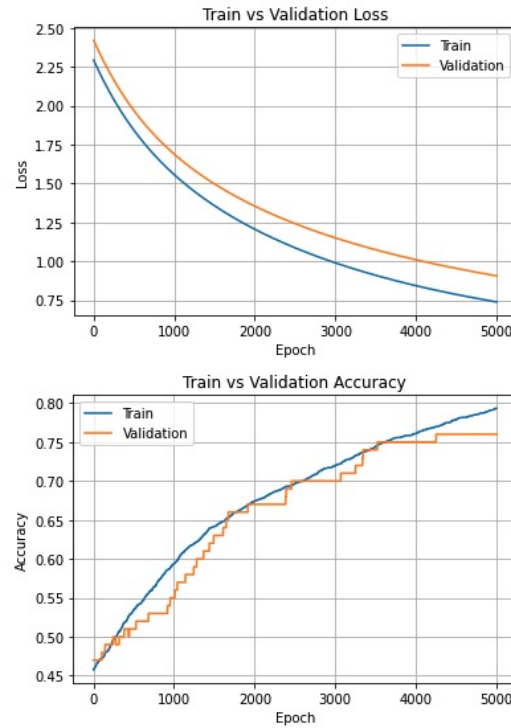 Train vs Validation Loss
2.50
2.25
2.00
1.75
1.50
1.25
1.00
0.75
Loss
Train
Validation
0 1000 2000 3000 4000 5000
Epoch
Train vs Validation Accuracy
0.80
0.75
0.70
0.65
0.60
0.55
0.50
0.45
Accuracy
Train
Validation
0 1000 2000 3000 4000 5000
Epoch